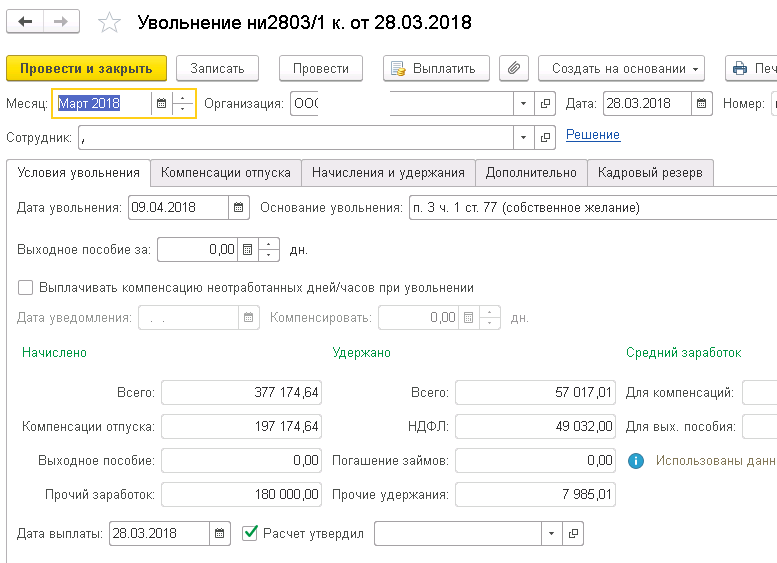 Увольнение ни2803/1 к. от 28.03.2018
Провести и закрыть Записать Провести Выплатить Создать на основании Печ
Месяц: Март 2018 Организация: ООС Дата: 28.03.2018 Номер:
Сотрудник: , Решение
Условия увольнения Компенсации отпуска Начисления и удержания Дополнительно Кадровый резерв
Дата увольнения: 09.04.2018 Основание увольнения: п. 3 ч. 1 ст. 77 (собственное желание)
Выходное пособие за: 0,00 дн.
Выплачивать компенсацию неотработанных дней/часов при увольнении
Дата уведомления: . . Компенсировать: 0,00 дн.
Начислено Удержано Средний заработок
Всего: 377 174,64 Всего: 57 017,01 Для компенсаций:
Компенсации отпуска: 197 174,64 НДФЛ: 49 032,00 Для вых. пособия:
Выходное пособие: 0,00 Погашение займов: 0,00 Использованы данн
Прочий заработок: 180 000,00 Прочие удержания: 7 985,01
Дата выплаты: 28.03.2018 Расчет утвердил